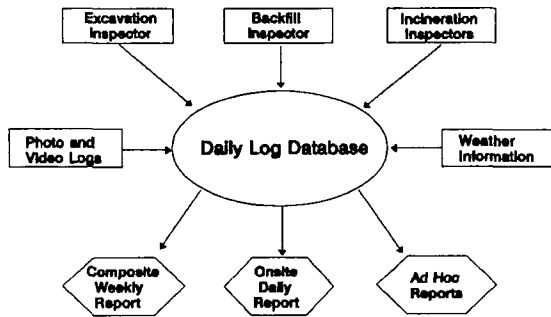 Excavation
Inspector
Backfill
Inspector
Incineration
Inspectors
Photo and
Video Logs
Daily Log Database
Weather
Information
Composite
Weekly
Report
Onsite
Daily
Report
Ad Hoc
Reports